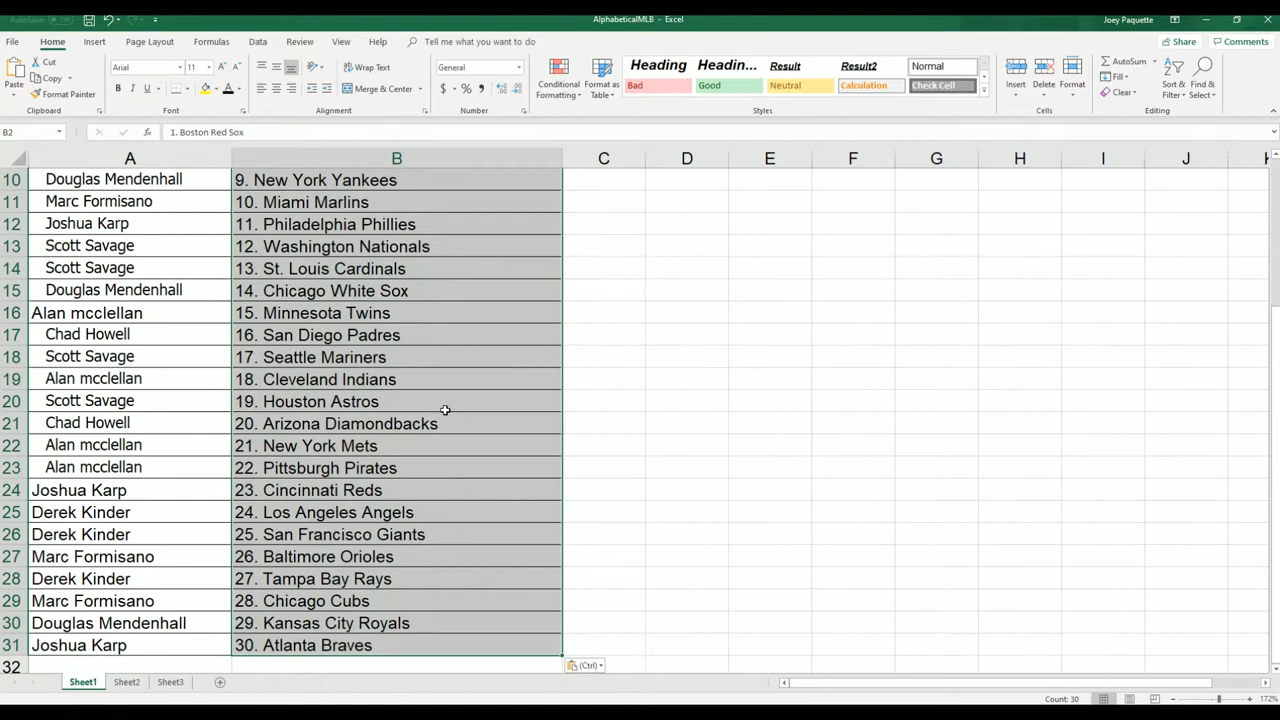 AutoSave Off AlphabeticalMLB - Excel Joey Paquette
File Home Insert Page Layout Formulas Data Review View Help Tell me what you want to do Share Comments
Paste Cut Copy Format Painter Clipboard
Arial 11 A A B I U A Font
Wrap Text Merge & Center Alignment
General $ % Number
Conditional Formatting Format as Table
Heading Headin... Result Result2 Normal
Bad Good Neutral Calculation Check Cell
Styles
Insert Delete Format Cells
AutoSum Fill Clear Sort & Filter Find & Select Editing
B2 fx 1. Boston Red Sox
A B C D E F G H I J K
10 Douglas Mendenhall 9. New York Yankees
11 Marc Formisano 10. Miami Marlins
12 Joshua Karp 11. Philadelphia Phillies
13 Scott Savage 12. Washington Nationals
14 Scott Savage 13. St. Louis Cardinals
15 Douglas Mendenhall 14. Chicago White Sox
16 Alan mcclellan 15. Minnesota Twins
17 Chad Howell 16. San Diego Padres
18 Scott Savage 17. Seattle Mariners
19 Alan mcclellan 18. Cleveland Indians
20 Scott Savage 19. Houston Astros
21 Chad Howell 20. Arizona Diamondbacks
22 Alan mcclellan 21. New York Mets
23 Alan mcclellan 22. Pittsburgh Pirates
24 Joshua Karp 23. Cincinnati Reds
25 Derek Kinder 24. Los Angeles Angels
26 Derek Kinder 25. San Francisco Giants
27 Marc Formisano 26. Baltimore Orioles
28 Derek Kinder 27. Tampa Bay Rays
29 Marc Formisano 28. Chicago Cubs
30 Douglas Mendenhall 29. Kansas City Royals
31 Joshua Karp 30. Atlanta Braves
32
(Ctrl)
Sheet1 Sheet2 Sheet3
Count: 30 172%